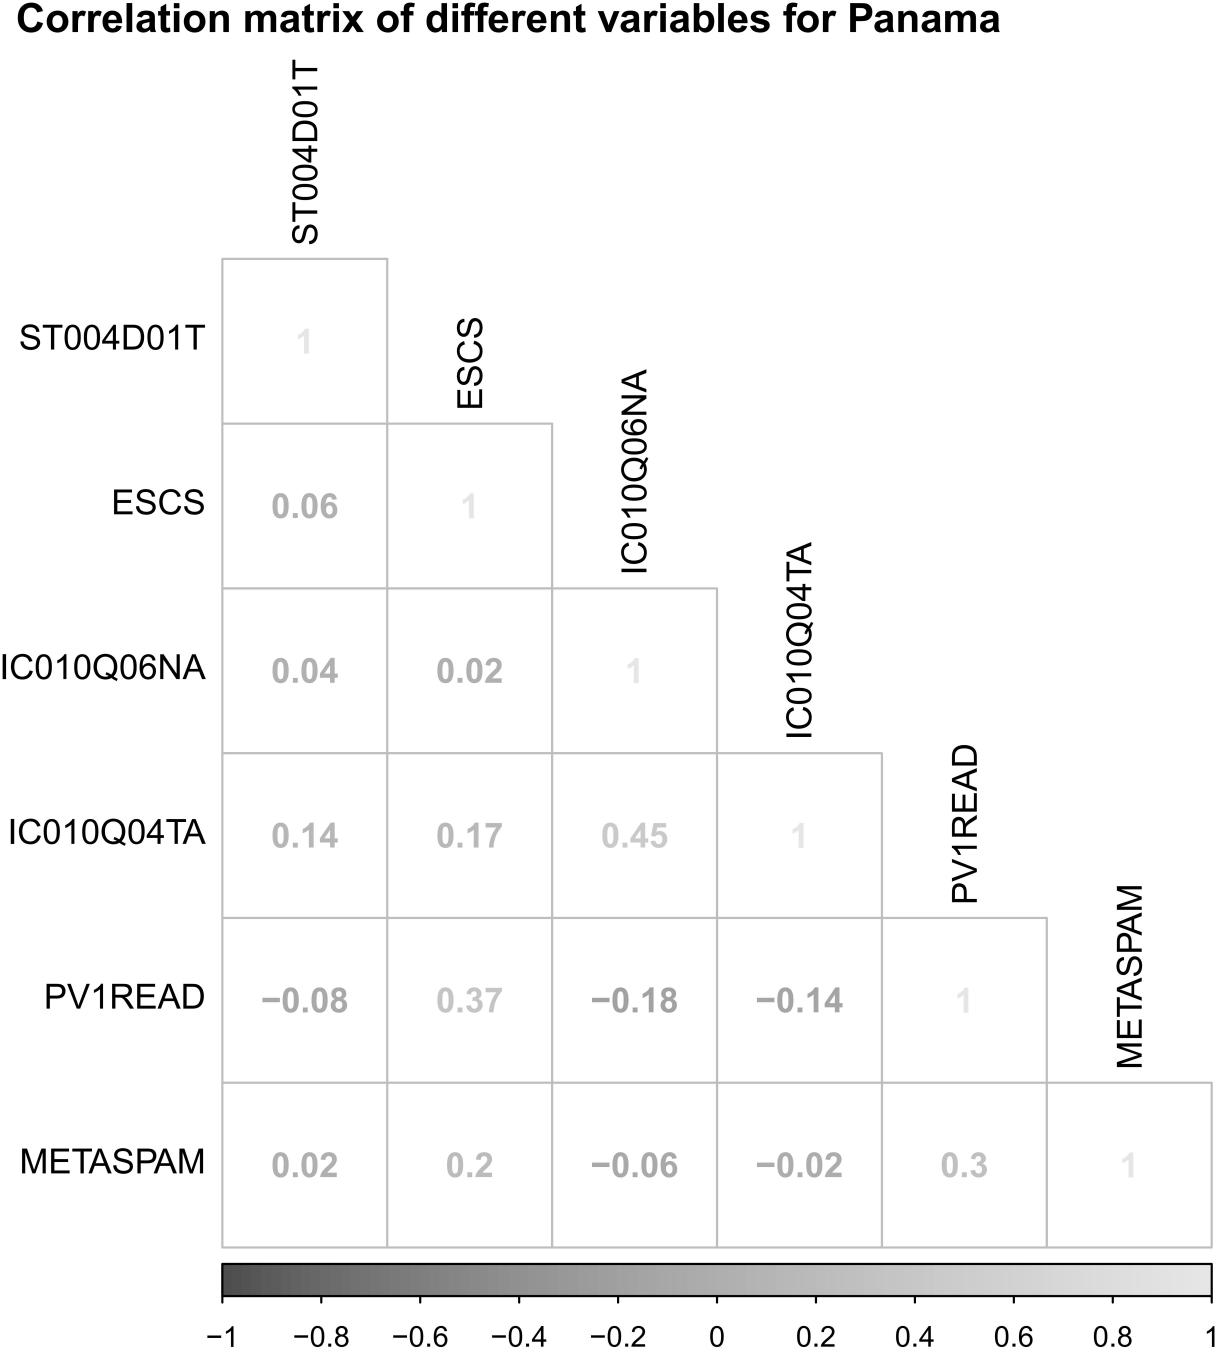 Correlation matrix of different variables for Panama
ST004D01T
ST004D01T 1
ESCS
ESCS 0.06 1
IC010Q06NA
IC010Q06NA 0.04 0.02 1
IC010Q04TA
IC010Q04TA 0.14 0.17 0.45 1
PV1READ
PV1READ −0.08 0.37 −0.18 −0.14 1
METASPAM
METASPAM 0.02 0.2 −0.06 −0.02 0.3 1
−1 −0.8 −0.6 −0.4 −0.2 0 0.2 0.4 0.6 0.8 1